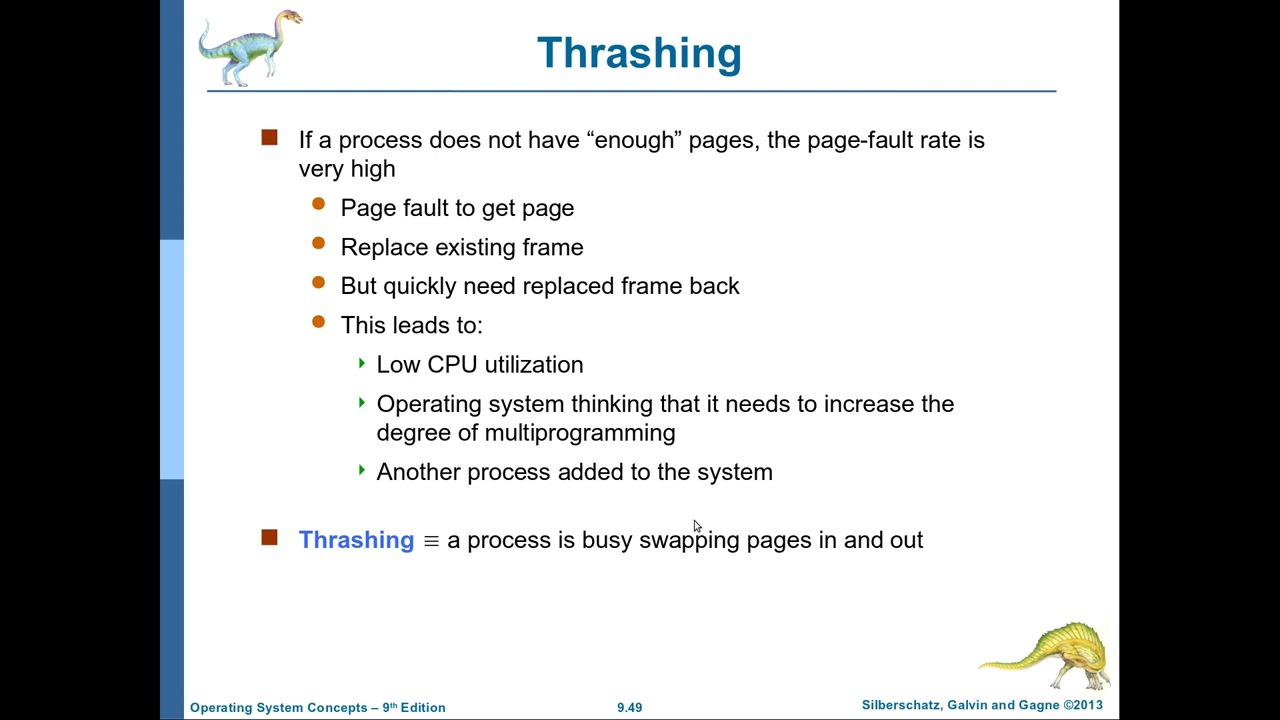 Thrashing
If a process does not have “enough” pages, the page-fault rate is
very high
Page fault to get page
Replace existing frame
But quickly need replaced frame back
This leads to:
Low CPU utilization
Operating system thinking that it needs to increase the
degree of multiprogramming
Another process added to the system
Thrashing ≡ a process is busy swapping pages in and out
Operating System Concepts – 9th Edition
9.49
Silberschatz, Galvin and Gagne ©2013